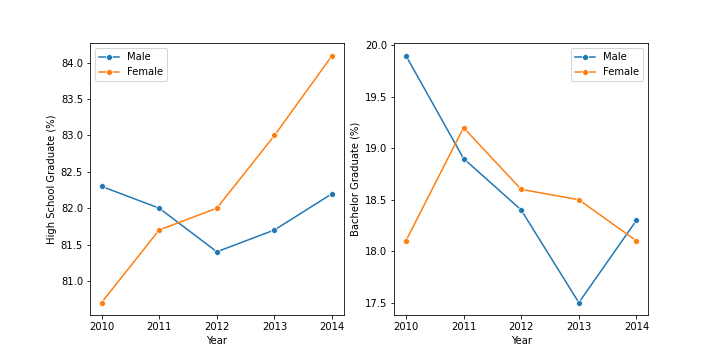 High School Graduate (%)
84.0
83.5
83.0
82.5
82.0
81.5
81.0
Male
Female
2010 2011 2012 2013 2014
Year
Bachelor Graduate (%)
20.0
19.5
19.0
18.5
18.0
17.5
Male
Female
2010 2011 2012 2013 2014
Year